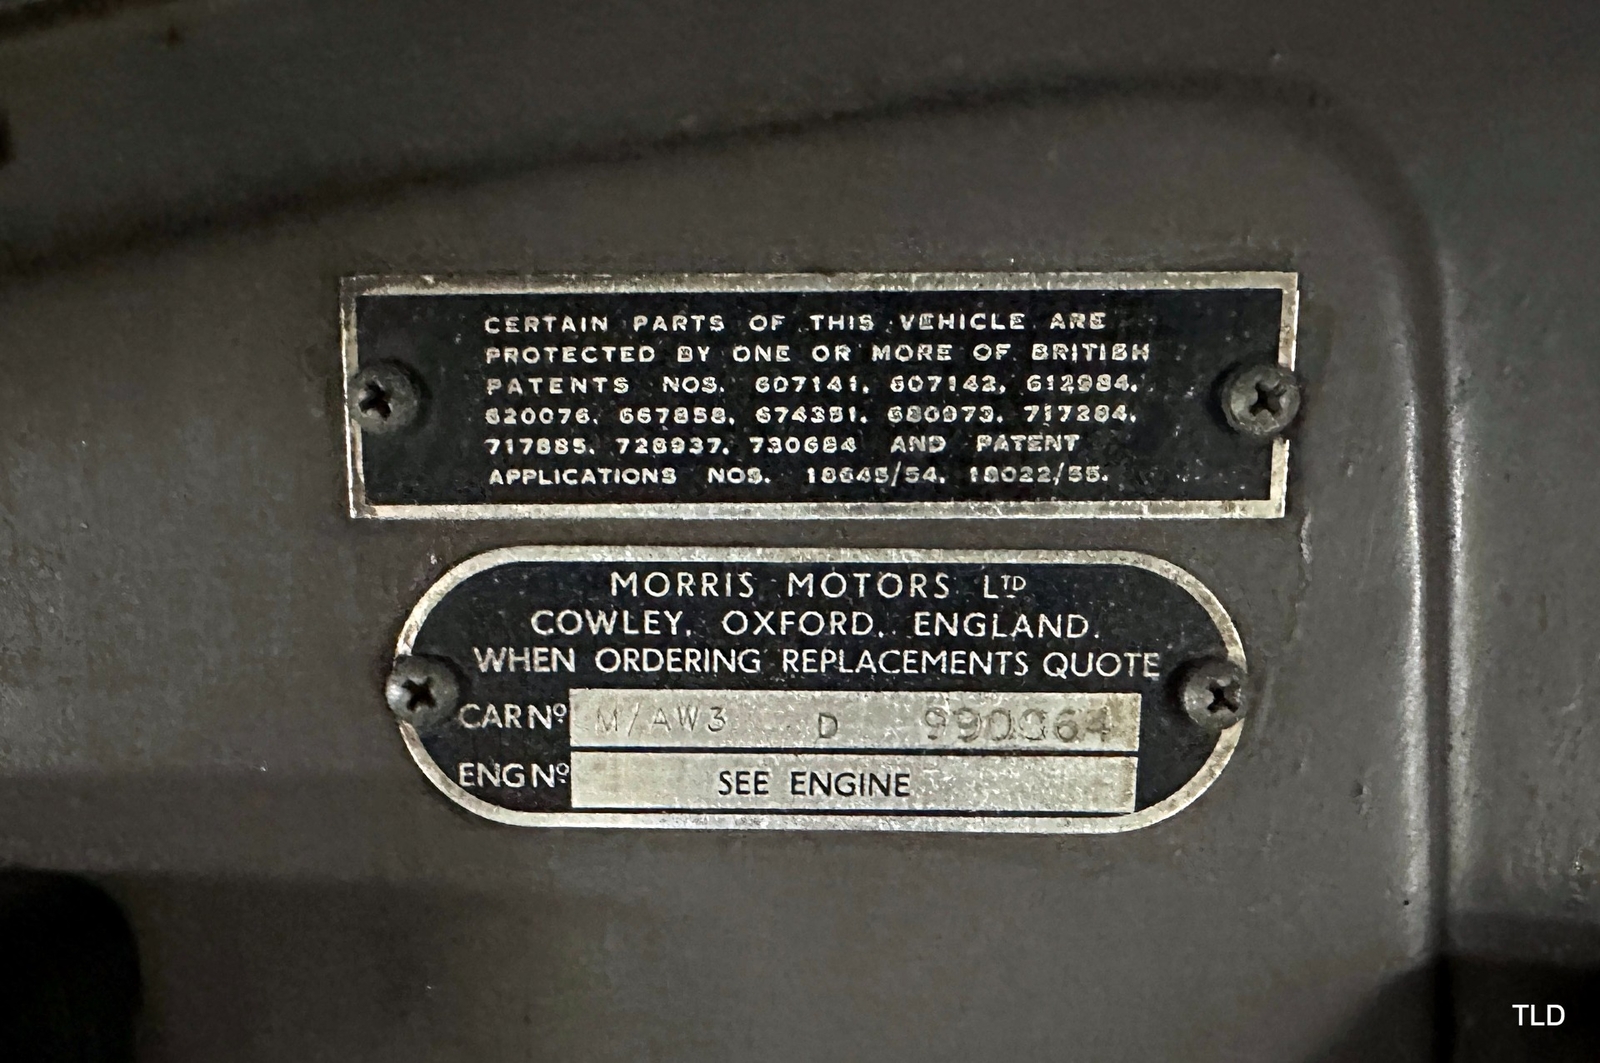 CERTAIN PARTS OF THIS VEHICLE ARE
PROTECTED BY ONE OR MORE OF BRITISH
PATENTS NOS. 607141, 607142, 612984,
620076, 667858, 674381, 680973, 717284,
717885, 728937, 730684 AND PATENT
APPLICATIONS NOS. 18645/54, 18022/55.
MORRIS MOTORS LTD
COWLEY, OXFORD, ENGLAND.
WHEN ORDERING REPLACEMENTS QUOTE
CAR Nº M/AW3 D
ENG Nº SEE ENGINE
TLD